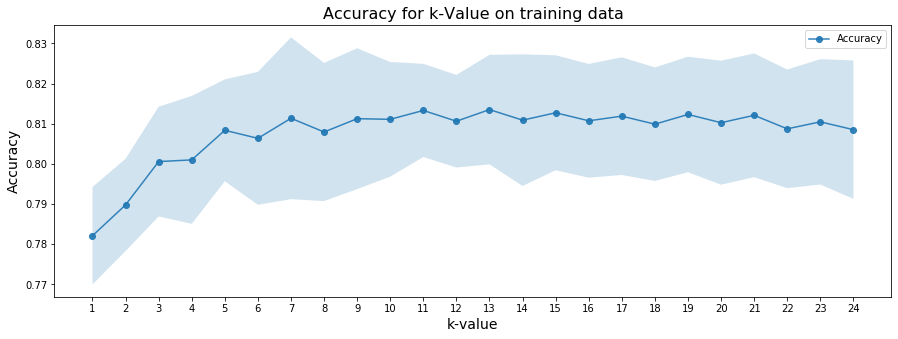 Accuracy for k-Value on training data
Accuracy
0.83
0.82
0.81
0.80
0.79
0.78
0.77
Accuracy
1 2 3 4 5 6 7 8 9 10 11 12 13 14 15 16 17 18 19 20 21 22 23 24
k-value